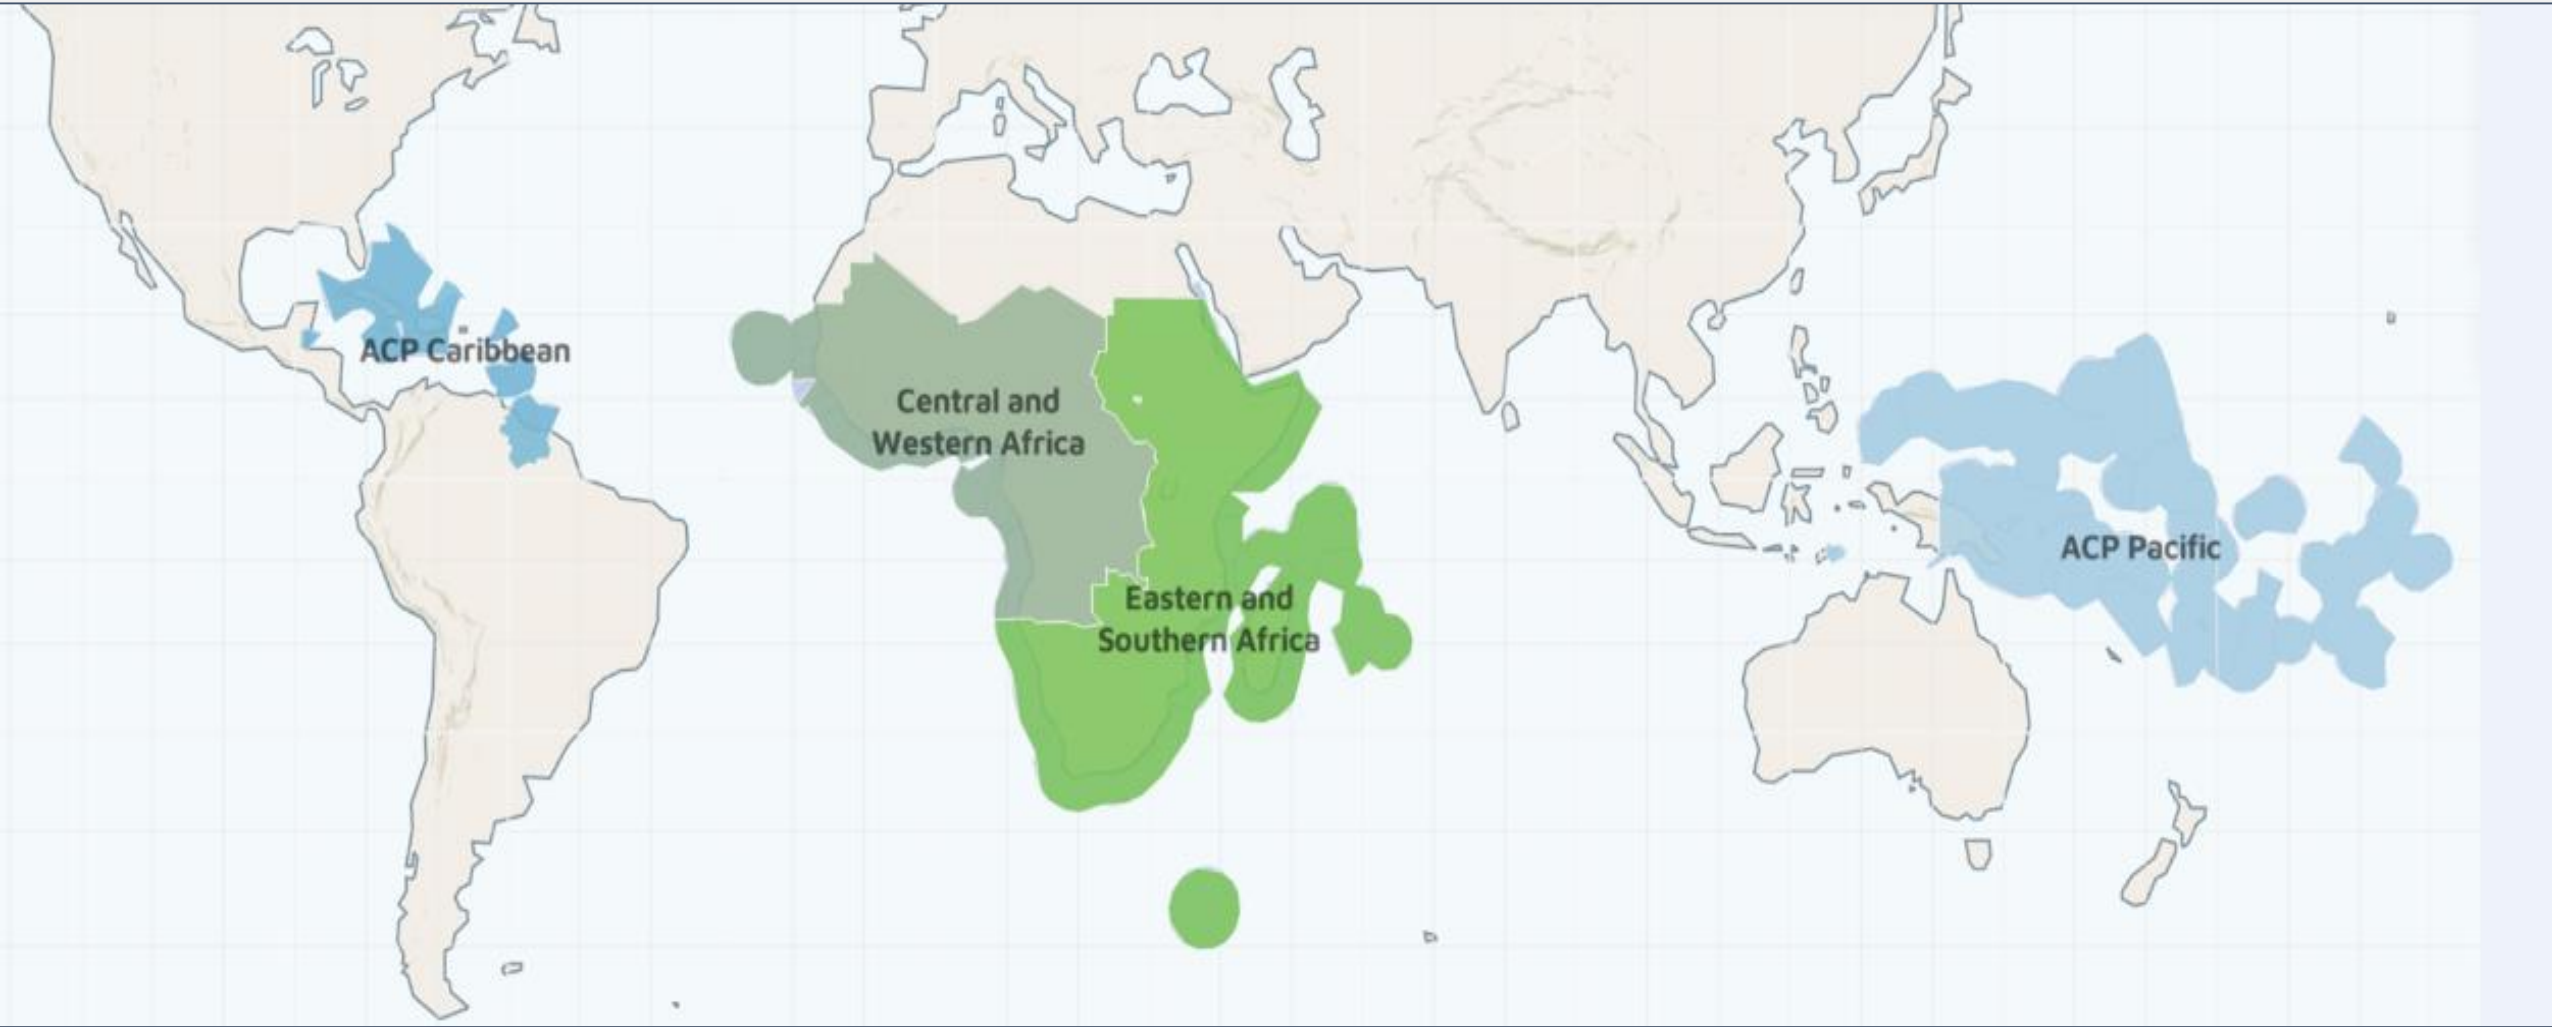 ACP Caribbean
Central and
Western Africa
Eastern and
Southern Africa
ACP Pacific